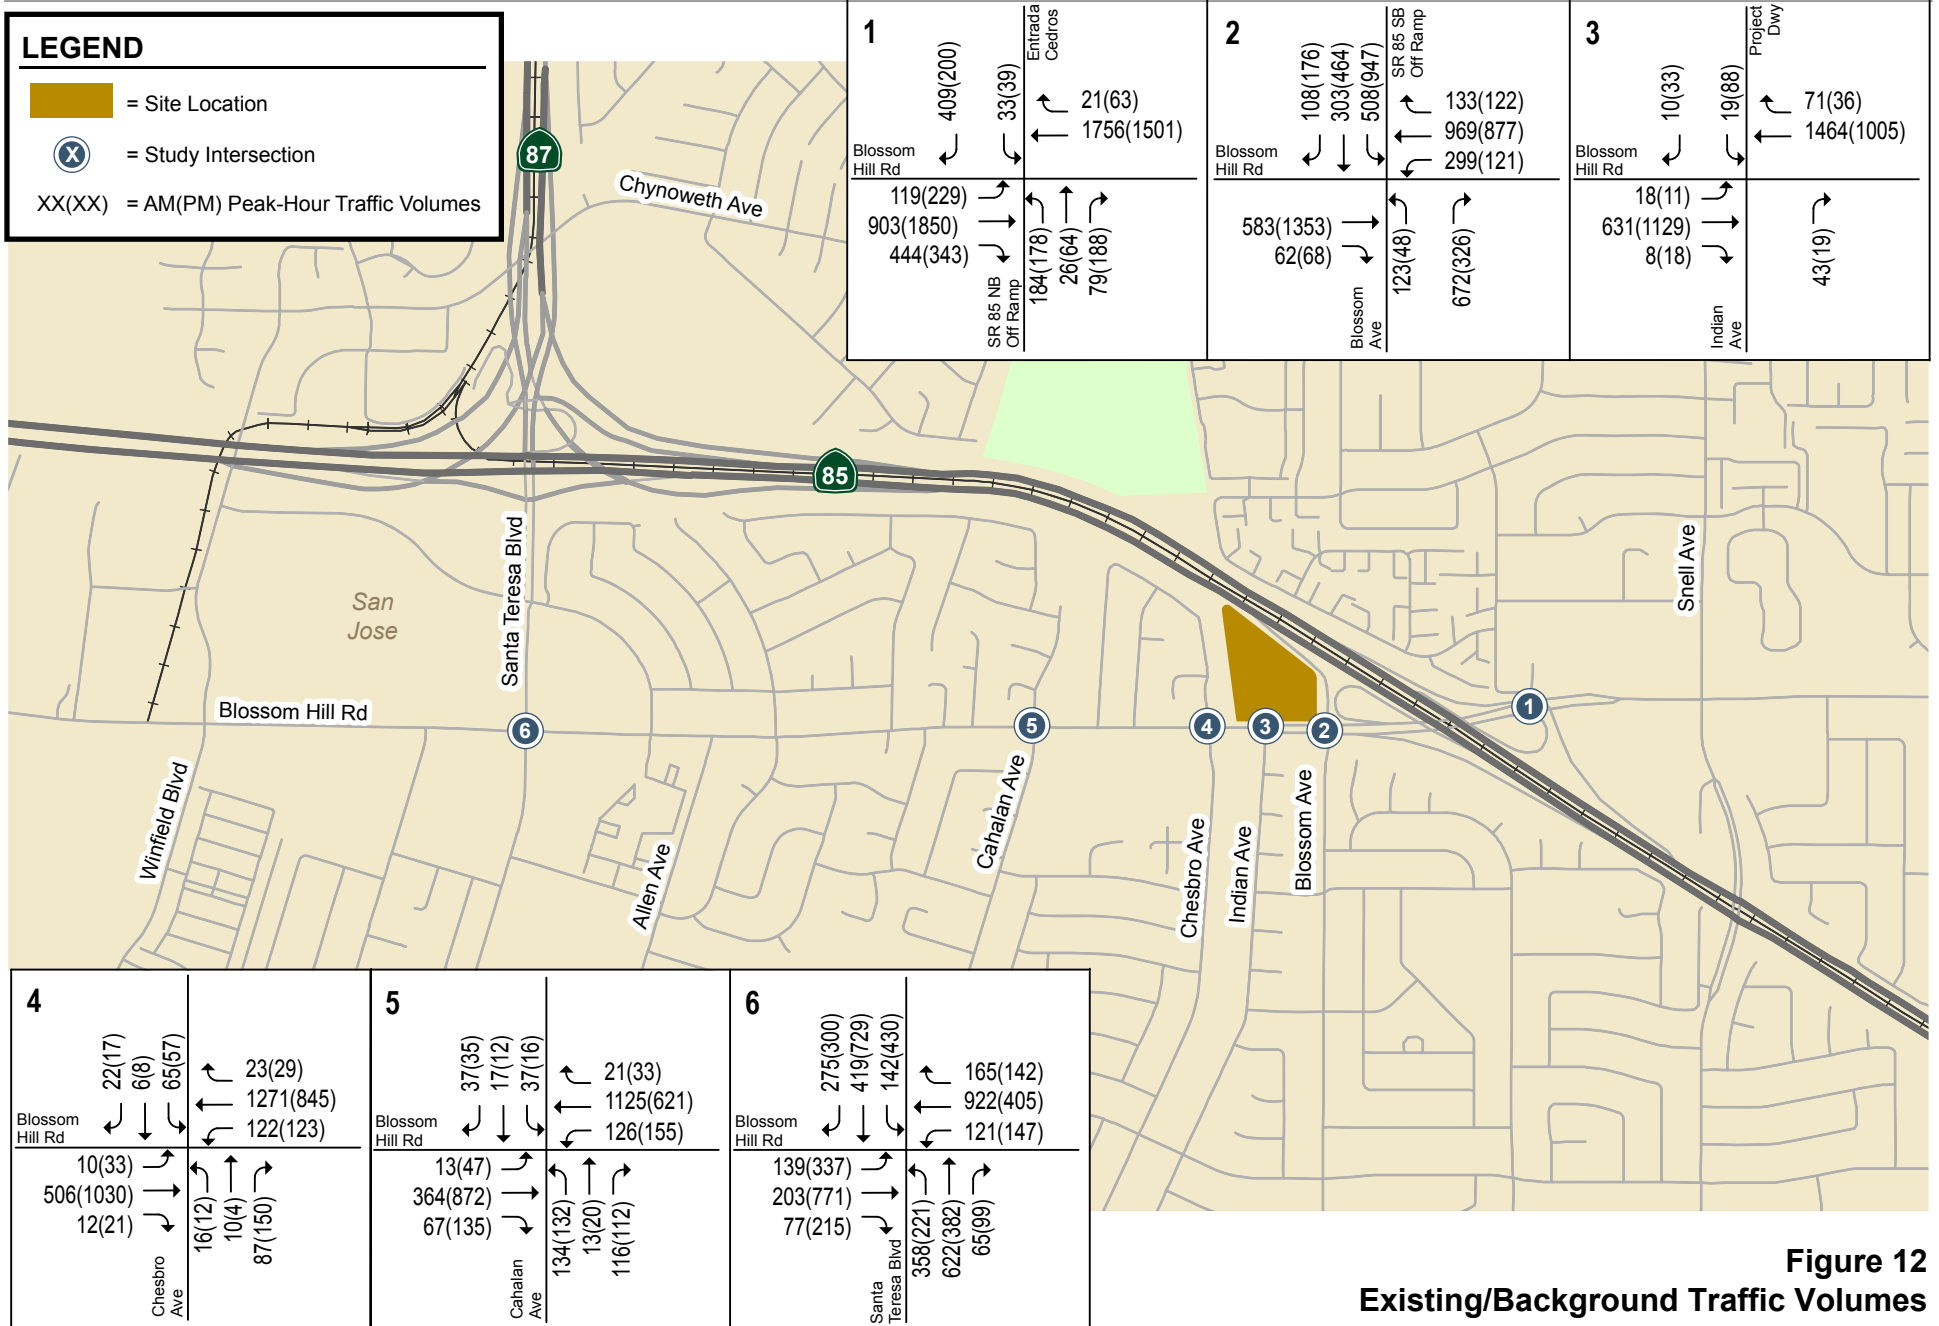 LEGEND
= Site Location
X = Study Intersection
XX(XX) = AM(PM) Peak-Hour Traffic Volumes
1
409(200)
33(39)
Entrada
Cedros
21(63)
1756(1501)
Blossom
Hill Rd
119(229)
903(1850)
444(343)
SR 85 NB
Off Ramp
184(178)
26(64)
79(188)
2
108(176)
303(464)
508(947)
SR 85 SB
Off Ramp
133(122)
969(877)
299(121)
Blossom
Hill Rd
583(1353)
62(68)
Blossom
Ave
123(48)
672(326)
3
10(33)
19(88)
Project
Dwy
71(36)
1464(1005)
Blossom
Hill Rd
18(11)
631(1129)
8(18)
Indian
Ave
43(19)
87
Chynoweth Ave
85
San
Jose
Santa Teresa Blvd
Snell Ave
Blossom Hill Rd
6
5
4
3
2
1
Winfield Blvd
Allen Ave
Cahalan Ave
Chesbro Ave
Indian Ave
Blossom Ave
4
22(17)
6(8)
65(57)
23(29)
1271(845)
122(123)
Blossom
Hill Rd
10(33)
506(1030)
12(21)
Chesbro
Ave
16(12)
10(4)
87(150)
5
37(35)
17(12)
37(16)
21(33)
1125(621)
126(155)
Blossom
Hill Rd
13(47)
364(872)
67(135)
Cahalan
Ave
134(132)
13(20)
116(112)
6
275(300)
419(729)
142(430)
165(142)
922(405)
121(147)
Blossom
Hill Rd
139(337)
203(771)
77(215)
Santa
Teresa Blvd
358(221)
622(382)
65(99)
Figure 12
Existing/Background Traffic Volumes